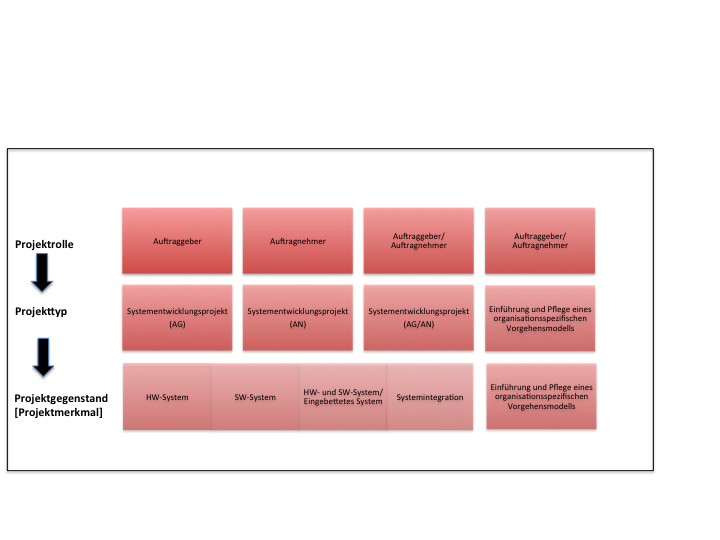 Projektrolle
Auftraggeber
Auftragnehmer
Auftraggeber/
Auftragnehmer
Auftraggeber/
Auftragnehmer
Projekttyp
Systementwicklungsprojekt
(AG)
Systementwicklungsprojekt
(AN)
Systementwicklungsprojekt
(AG/AN)
Einführung und Pflege eines
organisationsspezifischen
Vorgehensmodells
Projektgegenstand
[Projektmerkmal]
HW-System
SW-System
HW- und SW-System/
Eingebettetes System
Systemintegration
Einführung und Pflege eines
organisationsspezifischen
Vorgehensmodells